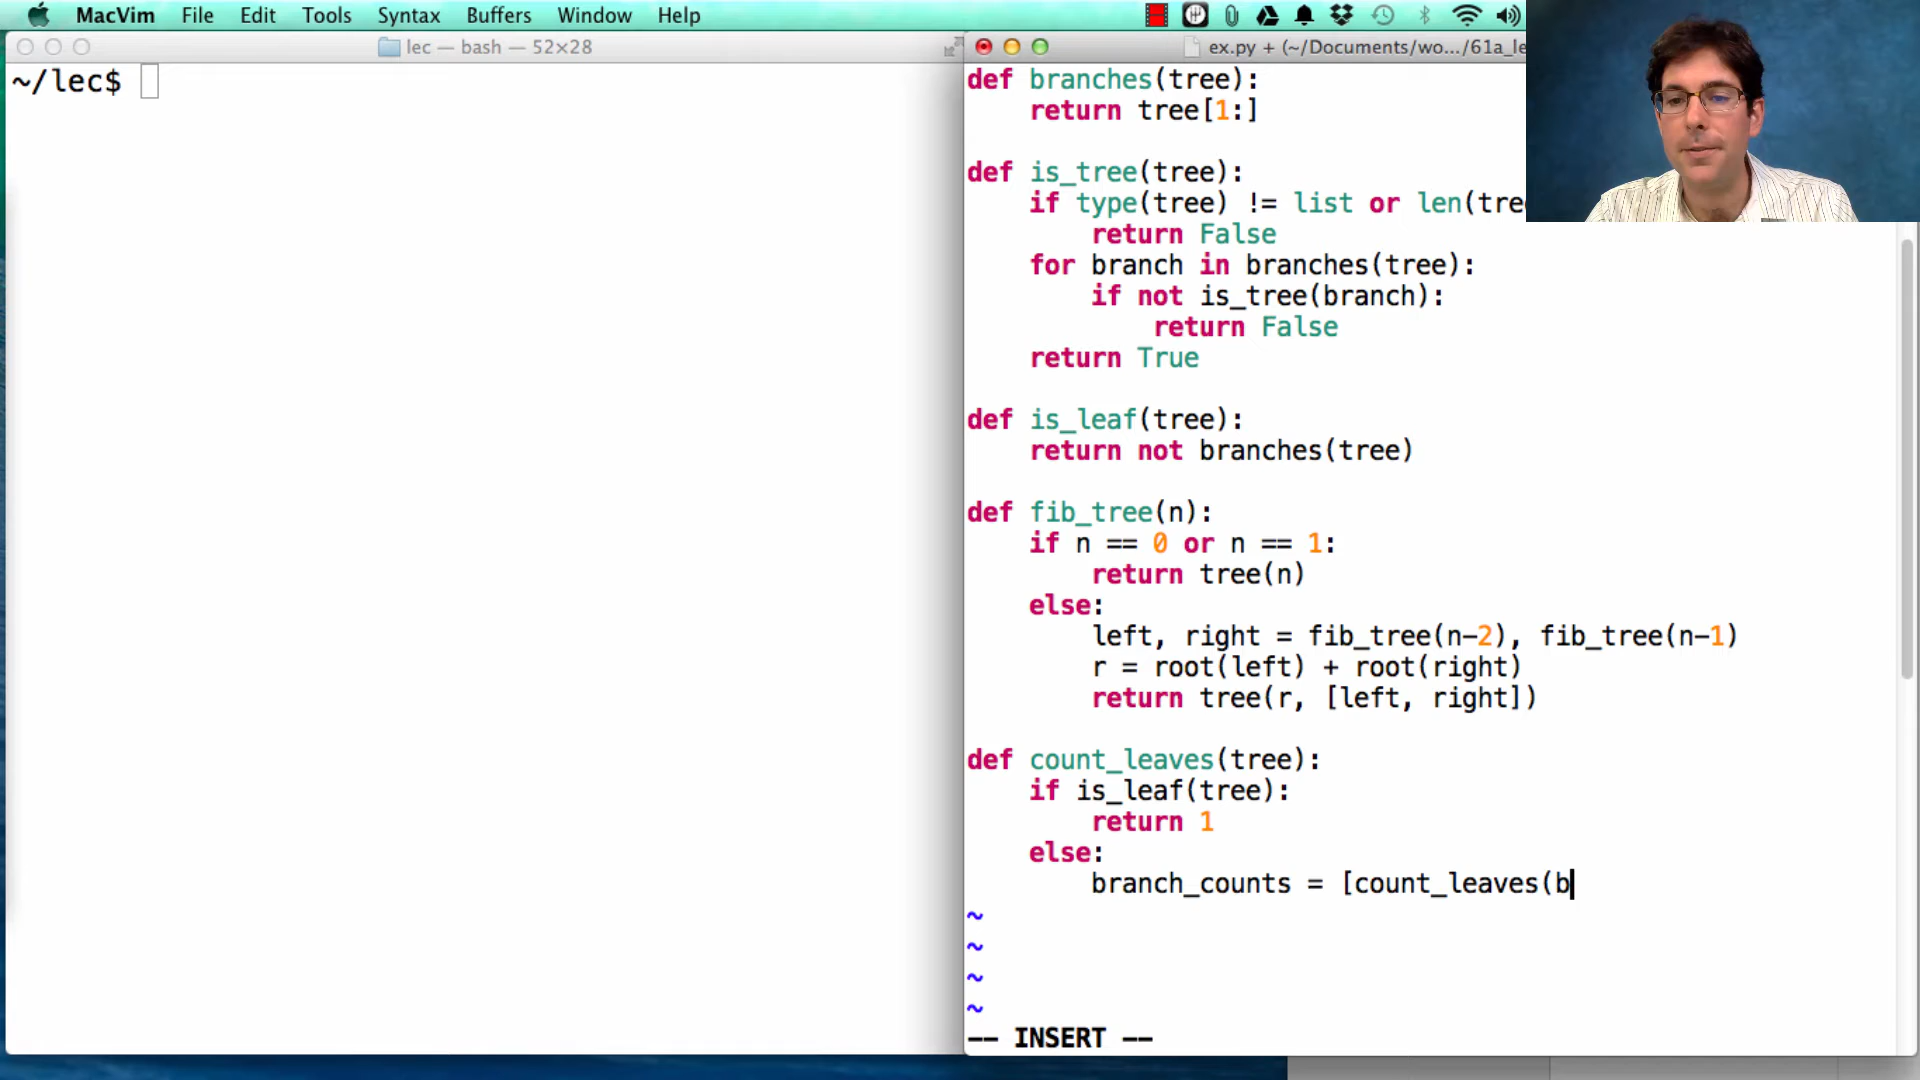 MacVim File Edit Tools Syntax Buffers Window Help
lec — bash — 52×28
~/lec$
ex.py + (~/Documents/wo.../61a_le
def branches(tree):
    return tree[1:]
def is_tree(tree):
    if type(tree) != list or len(tre
        return False
    for branch in branches(tree):
        if not is_tree(branch):
            return False
    return True
def is_leaf(tree):
    return not branches(tree)
def fib_tree(n):
    if n == 0 or n == 1:
        return tree(n)
    else:
        left, right = fib_tree(n-2), fib_tree(n-1)
        r = root(left) + root(right)
        return tree(r, [left, right])
def count_leaves(tree):
    if is_leaf(tree):
        return 1
    else:
        branch_counts = [count_leaves(b
~
~
~
~
-- INSERT --